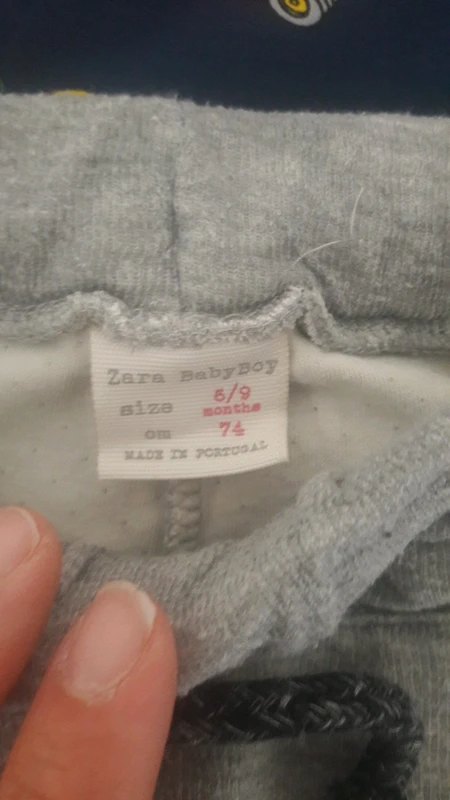 Zara BabyBoy
size 6/9
months
cm 74
MADE IN PORTUGAL